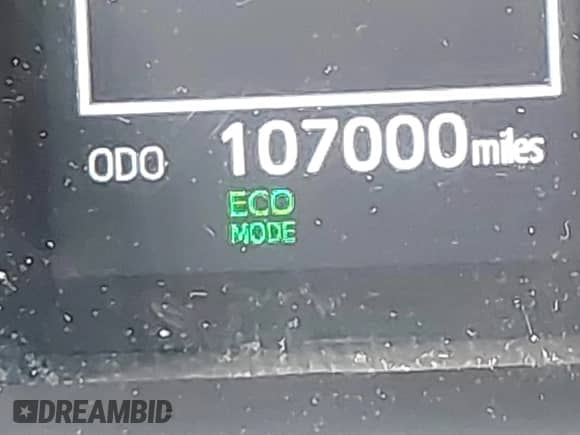 ODO 107000 miles
ECO
MODE
DREAMBID